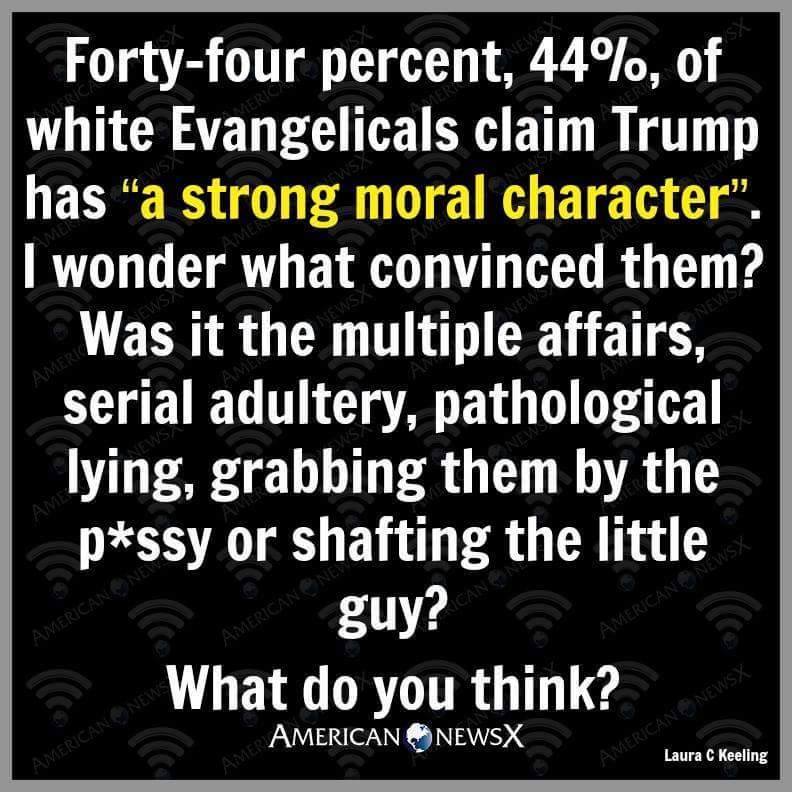 Forty-four percent, 44%, of
white Evangelicals claim Trump
has “a strong moral character”.
I wonder what convinced them?
Was it the multiple affairs,
serial adultery, pathological
lying, grabbing them by the
p*ssy or shafting the little
guy?
What do you think?
AMERICAN NEWSX
Laura C Keeling